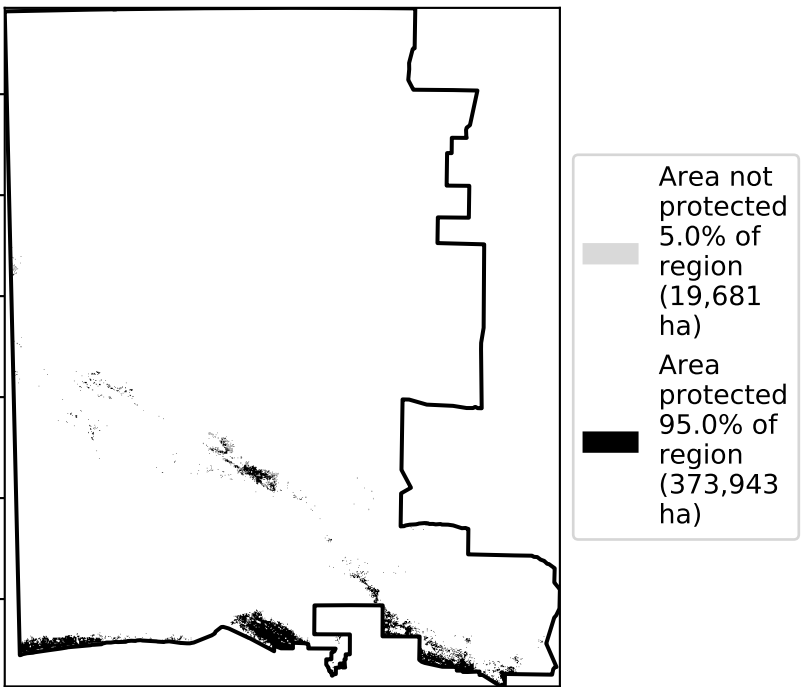 Area not
protected
5.0% of
region
(19,681
ha)
Area
protected
95.0% of
region
(373,943
ha)